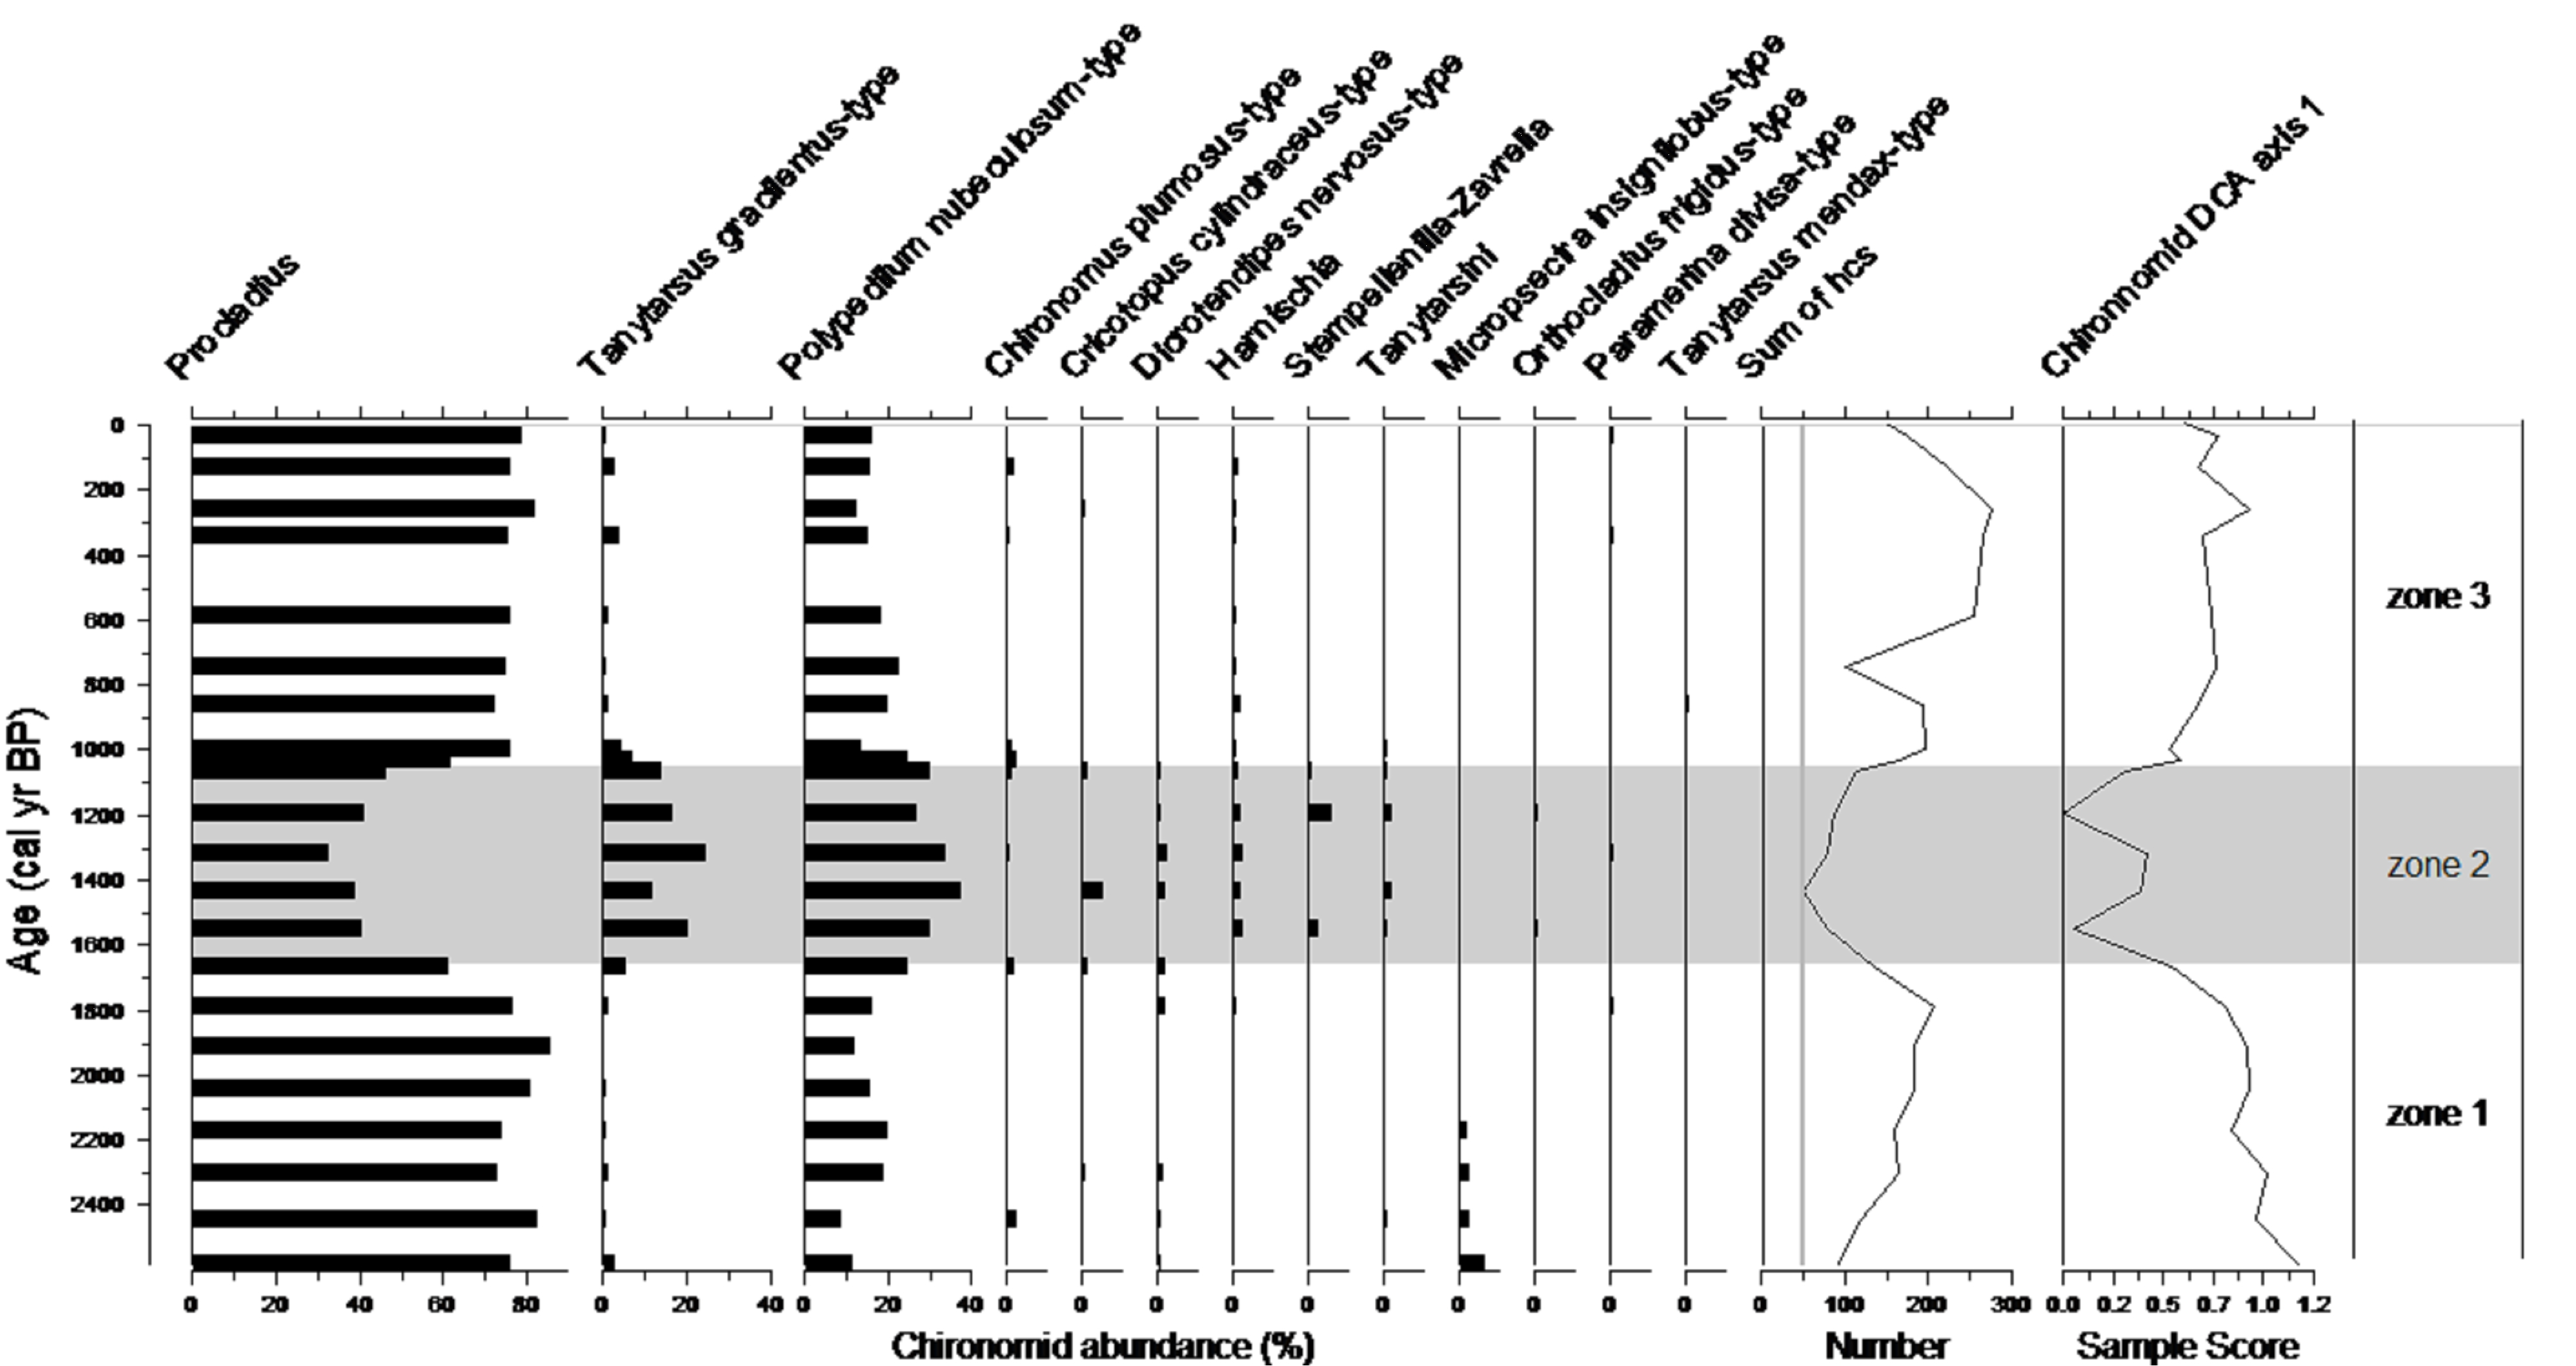 Procladius
Tanytarsus gracilentus-type
Polypedilum nubeculosum-type
Chironomus plumosus-type
Cricotopus cylindraceus-type
Dicrotendipes nervosus-type
Harnischia
Stempellenilla-Zavrelia
Tanytarsini
Micropsectra insignilobus-type
Orthocladius frigidus-type
Paramerina divisa-type
Tanytarsus mendax-type
Sum of hcs
Chironnomid DCA axis 1
Age (cal yr BP)
0
200
400
600
800
1000
1200
1400
1600
1800
2000
2200
2400
zone 3
zone 2
zone 1
0 20 40 60 80 0 20 40 0 20 40 0 0 0 0 0 0 0 0 0 0 0 100 200 300 0.0 0.2 0.5 0.7 1.0 1.2
Chironomid abundance (%) Number Sample Score